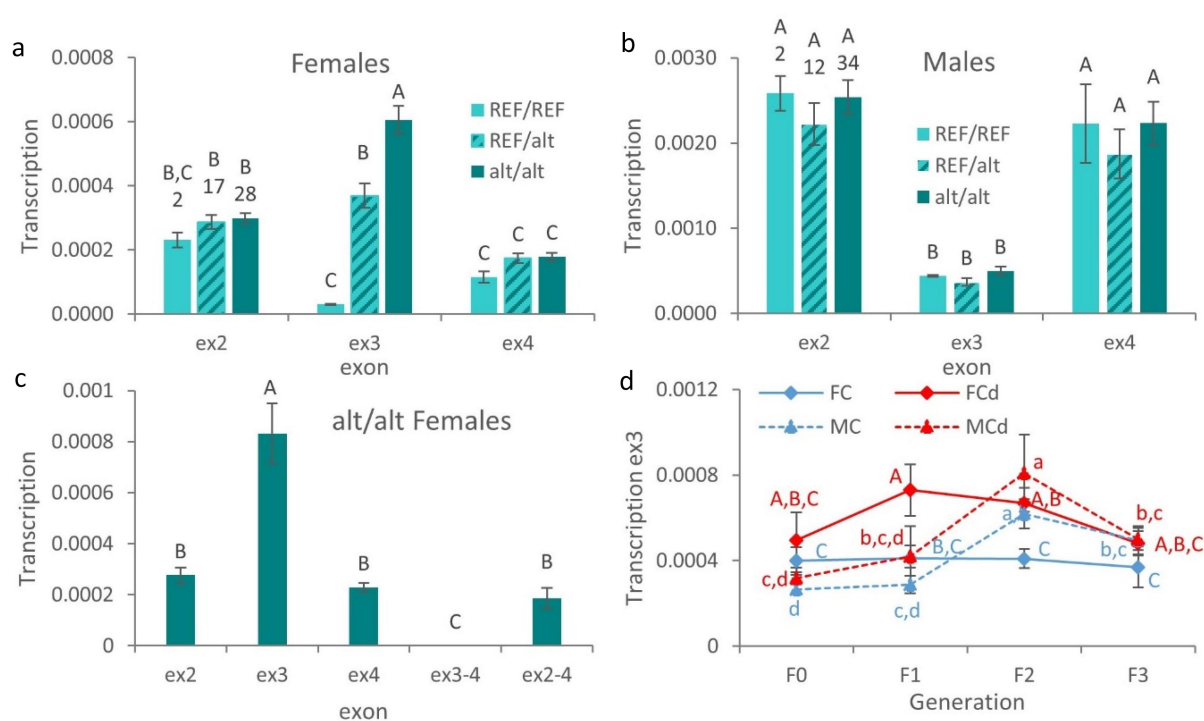 a
Females
0.0008
0.0006
0.0004
0.0002
0.0000
Transcription
REF/REF
REF/alt
alt/alt
B,C
2
B
17
B
28
C
B
A
C
C
C
ex2
ex3
ex4
exon
b
Males
0.0030
0.0020
0.0010
0.0000
Transcription
REF/REF
REF/alt
alt/alt
A
2
A
12
A
34
B
B
B
A
A
A
ex2
ex3
ex4
exon
c
alt/alt Females
0.001
0.0008
0.0006
0.0004
0.0002
0
Transcription
B
A
B
C
B
ex2
ex3
ex4
ex3-4
ex2-4
exon
d
FC
FCd
MC
MCd
0.0012
0.0008
0.0004
0
Transcription ex3
A,B,C
C
c,d
d
A
b,c,d
B,C
c,d
a
A,B
a
C
b,c
A,B,C
b,c
C
F0
F1
F2
F3
Generation